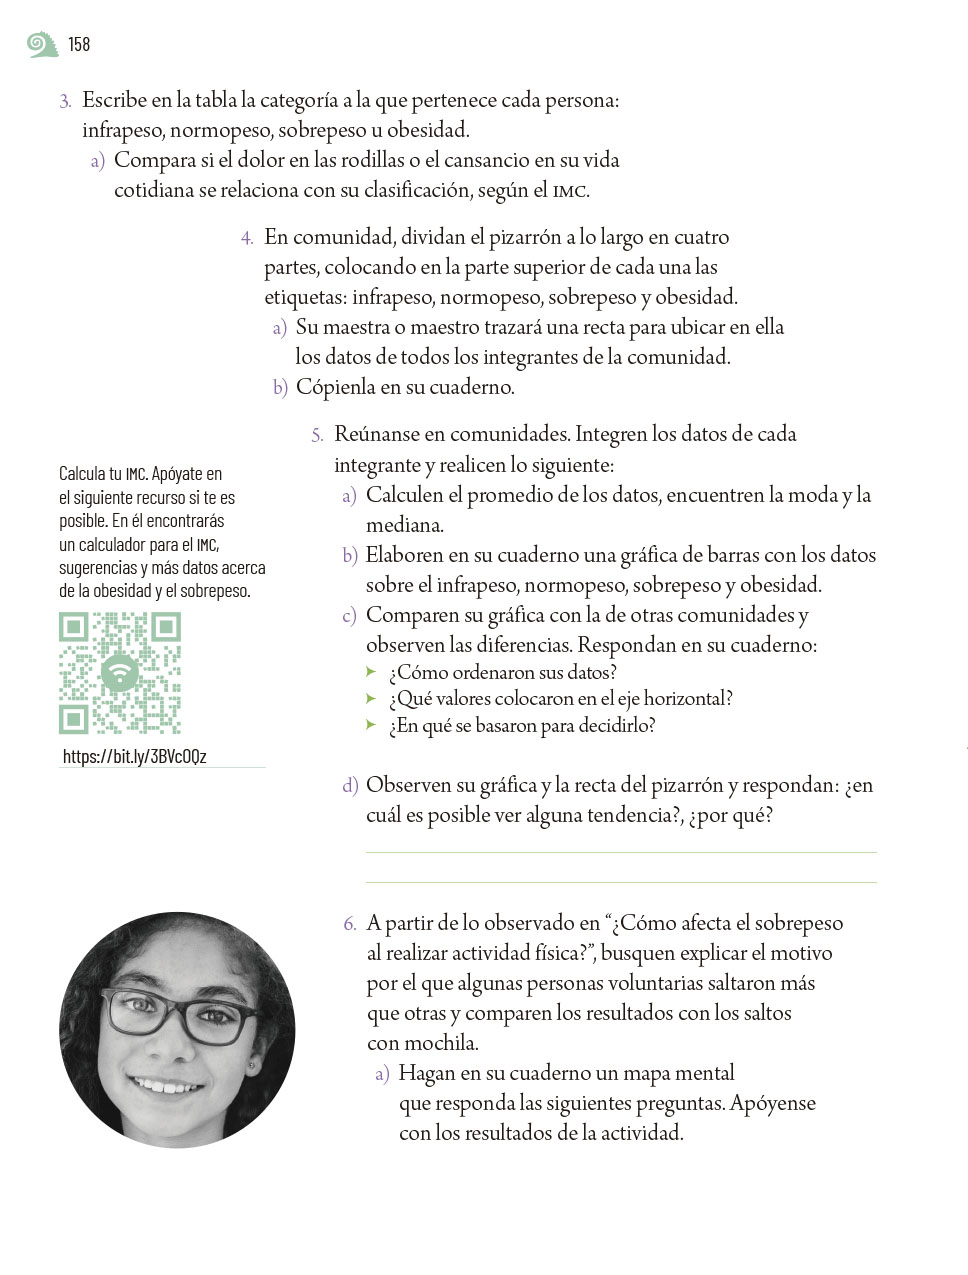 158
3. Escribe en la tabla la categoría a la que pertenece cada persona:
infrapeso, normopeso, sobrepeso u obesidad.
a) Compara si el dolor en las rodillas o el cansancio en su vida
cotidiana se relaciona con su clasificación, según el IMC.
4. En comunidad, dividan el pizarrón a lo largo en cuatro
partes, colocando en la parte superior de cada una las
etiquetas: infrapeso, normopeso, sobrepeso y obesidad.
a) Su maestra o maestro trazará una recta para ubicar en ella
los datos de todos los integrantes de la comunidad.
b) Cópienla en su cuaderno.
5. Reúnanse en comunidades. Integren los datos de cada
integrante y realicen lo siguiente:
a) Calculen el promedio de los datos, encuentren la moda y la
mediana.
b) Elaboren en su cuaderno una gráfica de barras con los datos
sobre el infrapeso, normopeso, sobrepeso y obesidad.
c) Comparen su gráfica con la de otras comunidades y
observen las diferencias. Respondan en su cuaderno:
➤ ¿Cómo ordenaron sus datos?
➤ ¿Qué valores colocaron en el eje horizontal?
➤ ¿En qué se basaron para decidirlo?
d) Observen su gráfica y la recta del pizarrón y respondan: ¿en
cuál es posible ver alguna tendencia?, ¿por qué?
Calcula tu IMC. Apóyate en
el siguiente recurso si te es
posible. En él encontrarás
un calculador para el IMC,
sugerencias y más datos acerca
de la obesidad y el sobrepeso.
https://bit.ly/3BVcOQz
6. A partir de lo observado en “¿Cómo afecta el sobrepeso
al realizar actividad física?”, busquen explicar el motivo
por el que algunas personas voluntarias saltaron más
que otras y comparen los resultados con los saltos
con mochila.
a) Hagan en su cuaderno un mapa mental
que responda las siguientes preguntas. Apóyense
con los resultados de la actividad.